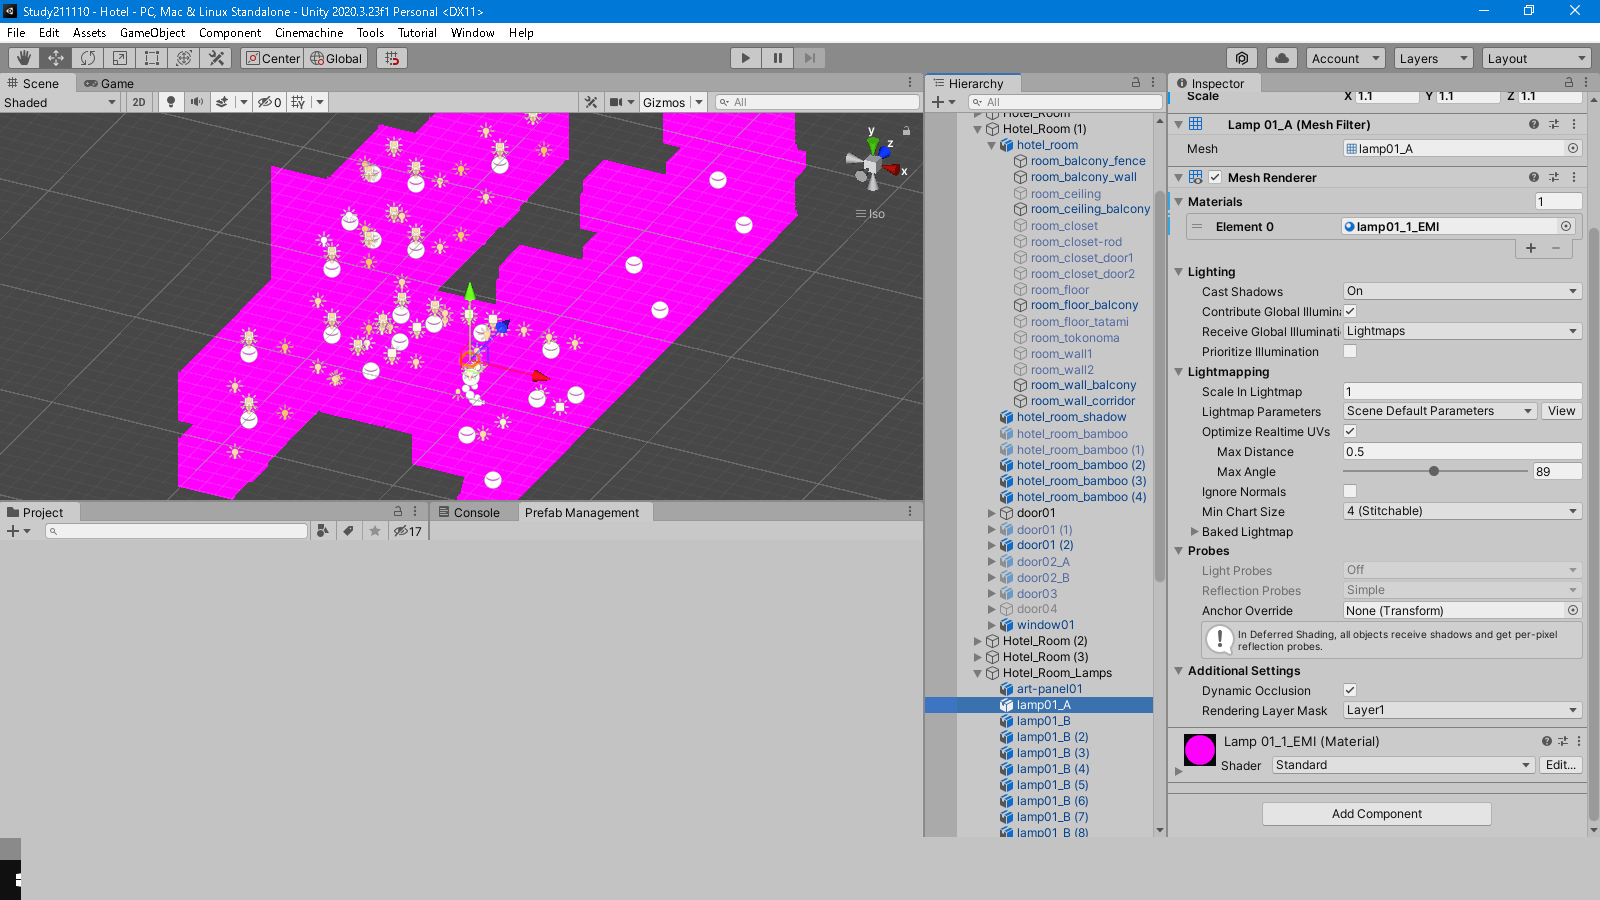 Study211110 - Hotel - PC, Mac & Linux Standalone - Unity 2020.3.23f1 Personal <DX11>
File Edit Assets GameObject Component Cinemachine Tools Tutorial Window Help
Center Global Account Layers Layout
Scene Game
Shaded 2D 0 Gizmos All
y z x
Iso
Project
17
Console Prefab Management
Hierarchy
All
Hotel_Room
Hotel_Room (1)
hotel_room
room_balcony_fence
room_balcony_wall
room_ceiling
room_ceiling_balcony
room_closet
room_closet-rod
room_closet_door1
room_closet_door2
room_floor
room_floor_balcony
room_floor_tatami
room_tokonoma
room_wall1
room_wall2
room_wall_balcony
room_wall_corridor
hotel_room_shadow
hotel_room_bamboo
hotel_room_bamboo (1)
hotel_room_bamboo (2)
hotel_room_bamboo (3)
hotel_room_bamboo (4)
door01
door01 (1)
door01 (2)
door02_A
door02_B
door03
door04
window01
Hotel_Room (2)
Hotel_Room (3)
Hotel_Room_Lamps
art-panel01
lamp01_A
lamp01_B
lamp01_B (2)
lamp01_B (3)
lamp01_B (4)
lamp01_B (5)
lamp01_B (6)
lamp01_B (7)
lamp01_B (8)
Inspector
Scale X 1.1 Y 1.1 Z 1.1
Lamp 01_A (Mesh Filter)
Mesh lamp01_A
Mesh Renderer
Materials 1
Element 0 lamp01_1_EMI
Lighting
Cast Shadows On
Contribute Global Illumina
Receive Global Illuminati Lightmaps
Prioritize Illumination
Lightmapping
Scale In Lightmap 1
Lightmap Parameters Scene Default Parameters View
Optimize Realtime UVs
Max Distance 0.5
Max Angle 89
Ignore Normals
Min Chart Size 4 (Stitchable)
Baked Lightmap
Probes
Light Probes Off
Reflection Probes Simple
Anchor Override None (Transform)
In Deferred Shading, all objects receive shadows and get per-pixel
reflection probes.
Additional Settings
Dynamic Occlusion
Rendering Layer Mask Layer1
Lamp 01_1_EMI (Material)
Shader Standard Edit...
Add Component